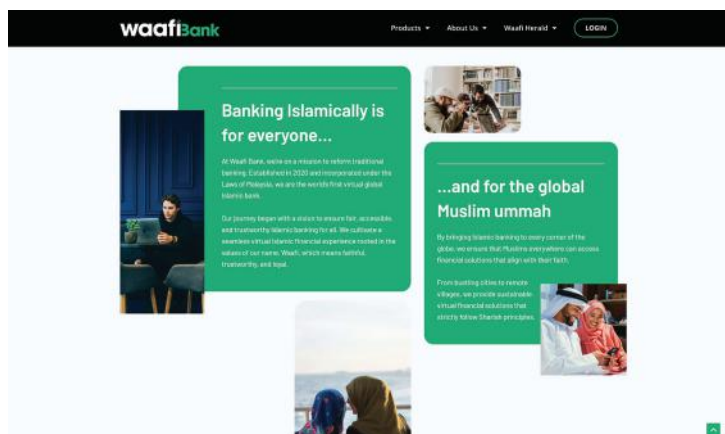 waafiBank
Products
About Us
Waafi Herald
LOGIN
Banking Islamically is
for everyone...
At Waafi Bank, we're on a mission to reform traditional
banking. Established in 2020 and incorporated under the
Laws of Malaysia, we are the world's first virtual global
Islamic bank.
Our journey began with a vision to ensure fair, accessible,
and trustworthy Islamic banking for all. We cultivate a
seamless virtual Islamic financial experience rooted in the
values of our name, Waafi, which means faithful,
trustworthy, and loyal.
...and for the global
Muslim ummah
By bringing Islamic banking to every corner of the
globe, we ensure that Muslims everywhere can access
financial solutions that align with their faith.
From bustling cities to remote
villages, we provide sustainable
virtual financial solutions that
strictly follow Shariah principles.